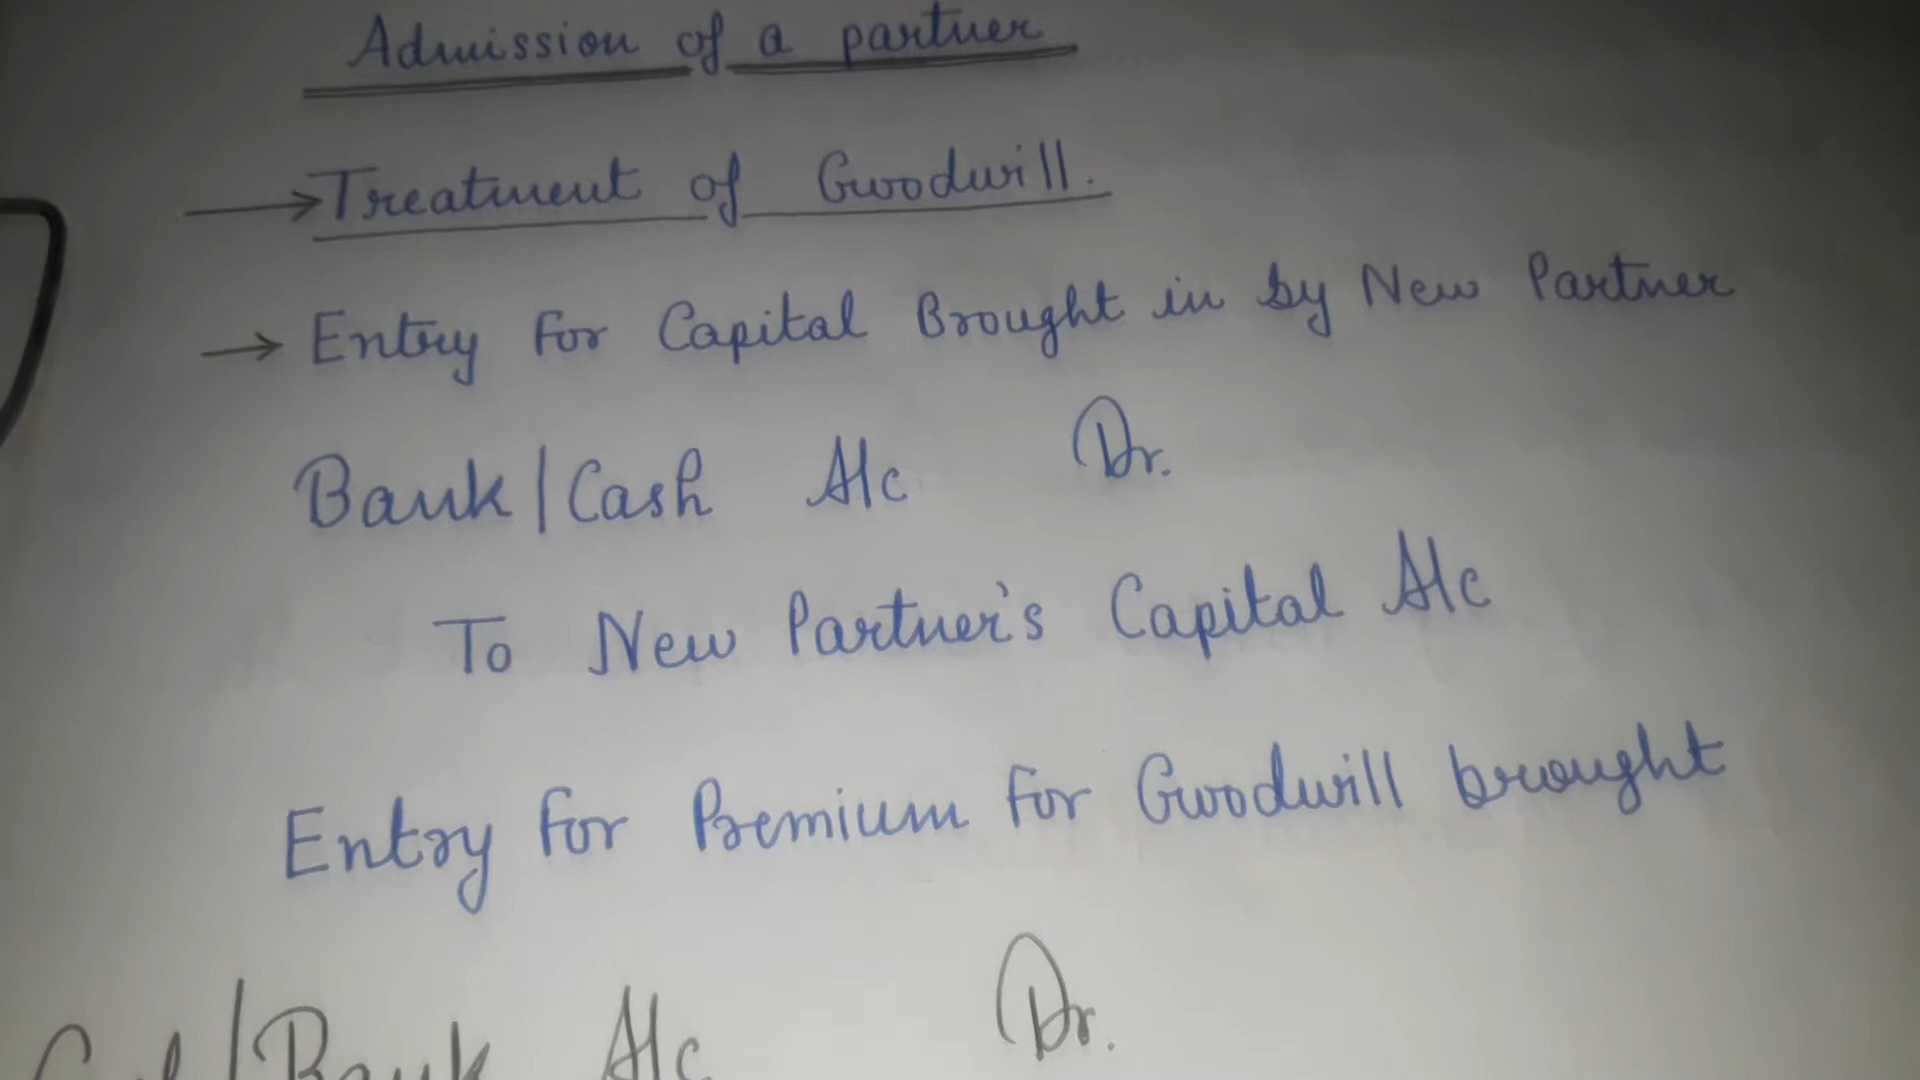 Admission of a partner
→ Treatment of Goodwill.
→ Entry For Capital Brought in by New Partner
Bank/Cash A/c Dr.
To New Partner's Capital A/c
Entry For Premium For Goodwill brought
/Bank A/c Dr.